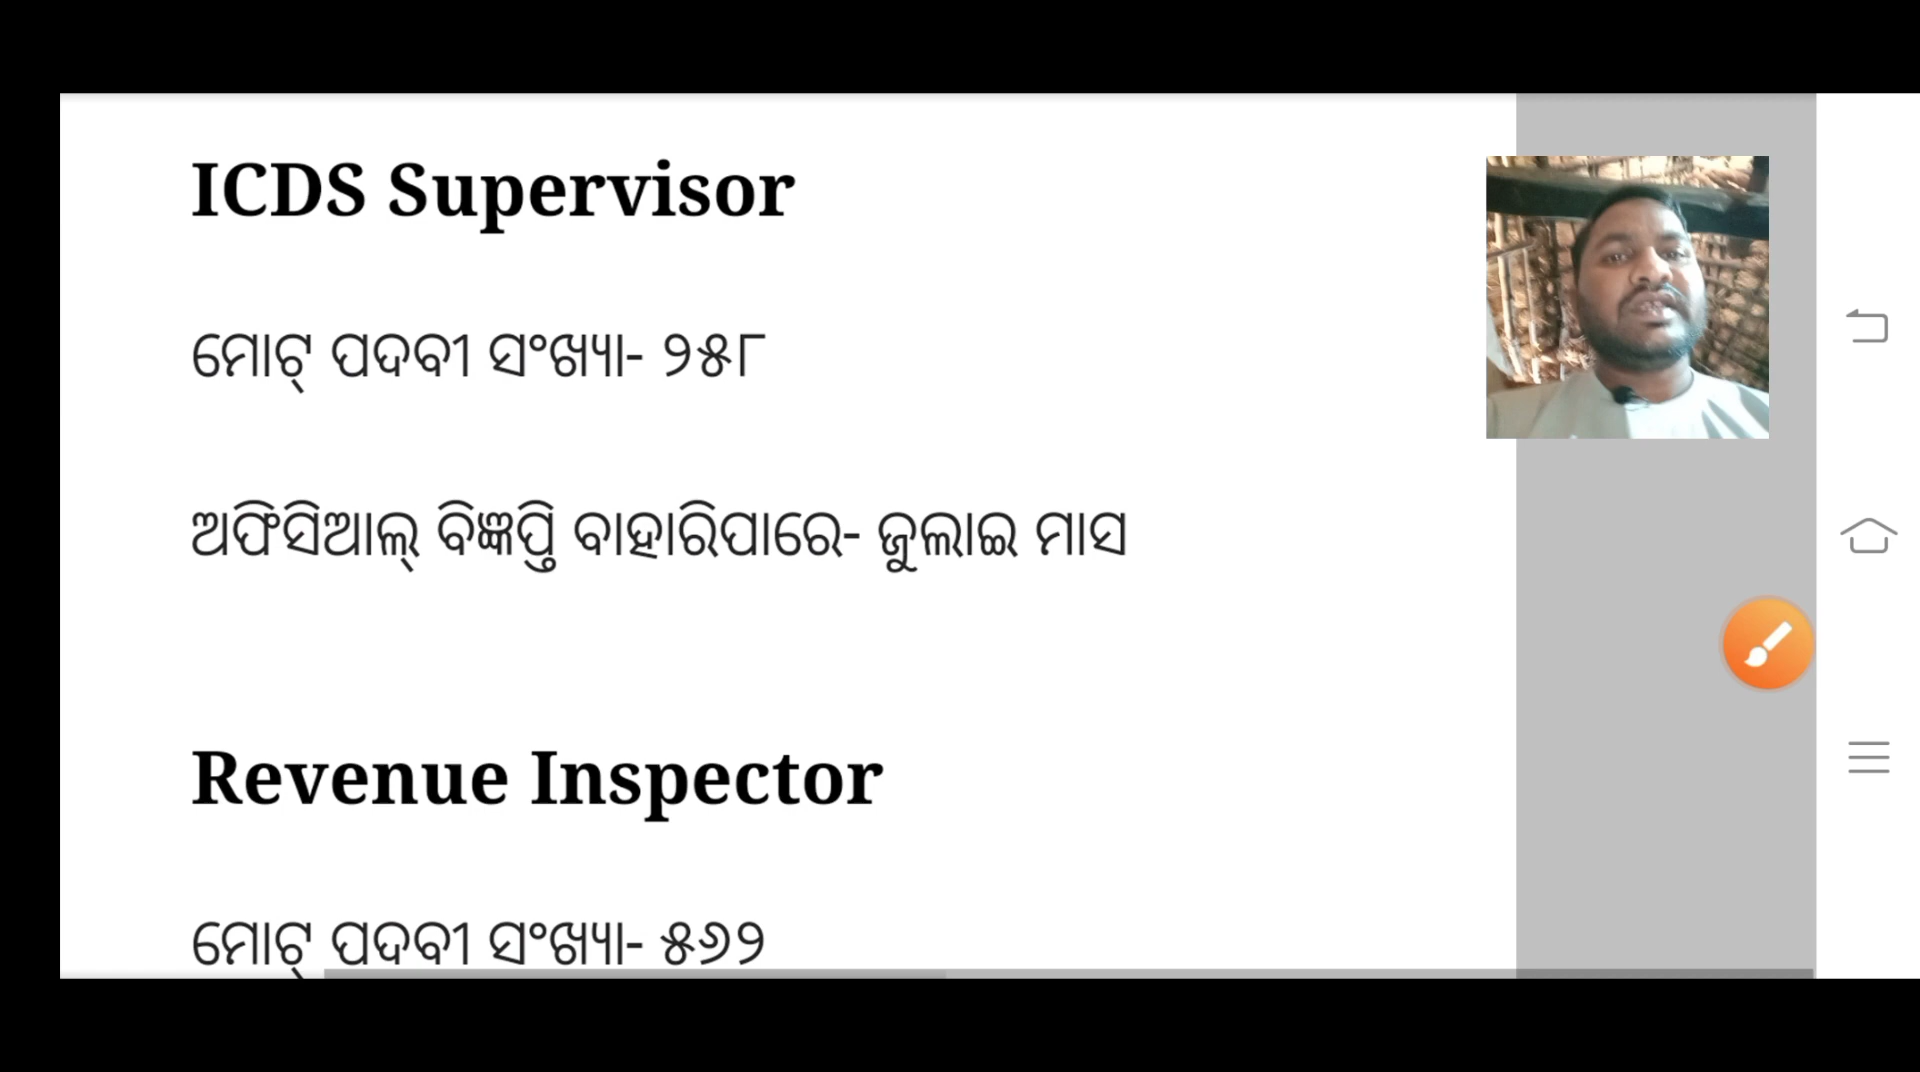 ICDS Supervisor
ମୋଟ୍ ପଦବୀ ସଂଖ୍ୟା- ୨୫୮
ଅଫିସିଆଲ୍ ବିଜ୍ଞପ୍ତି ବାହାରିପାରେ- ଜୁଲାଇ ମାସ
Revenue Inspector
ମୋଟ୍ ପଦବୀ ସଂଖ୍ୟା- ୫୬୨